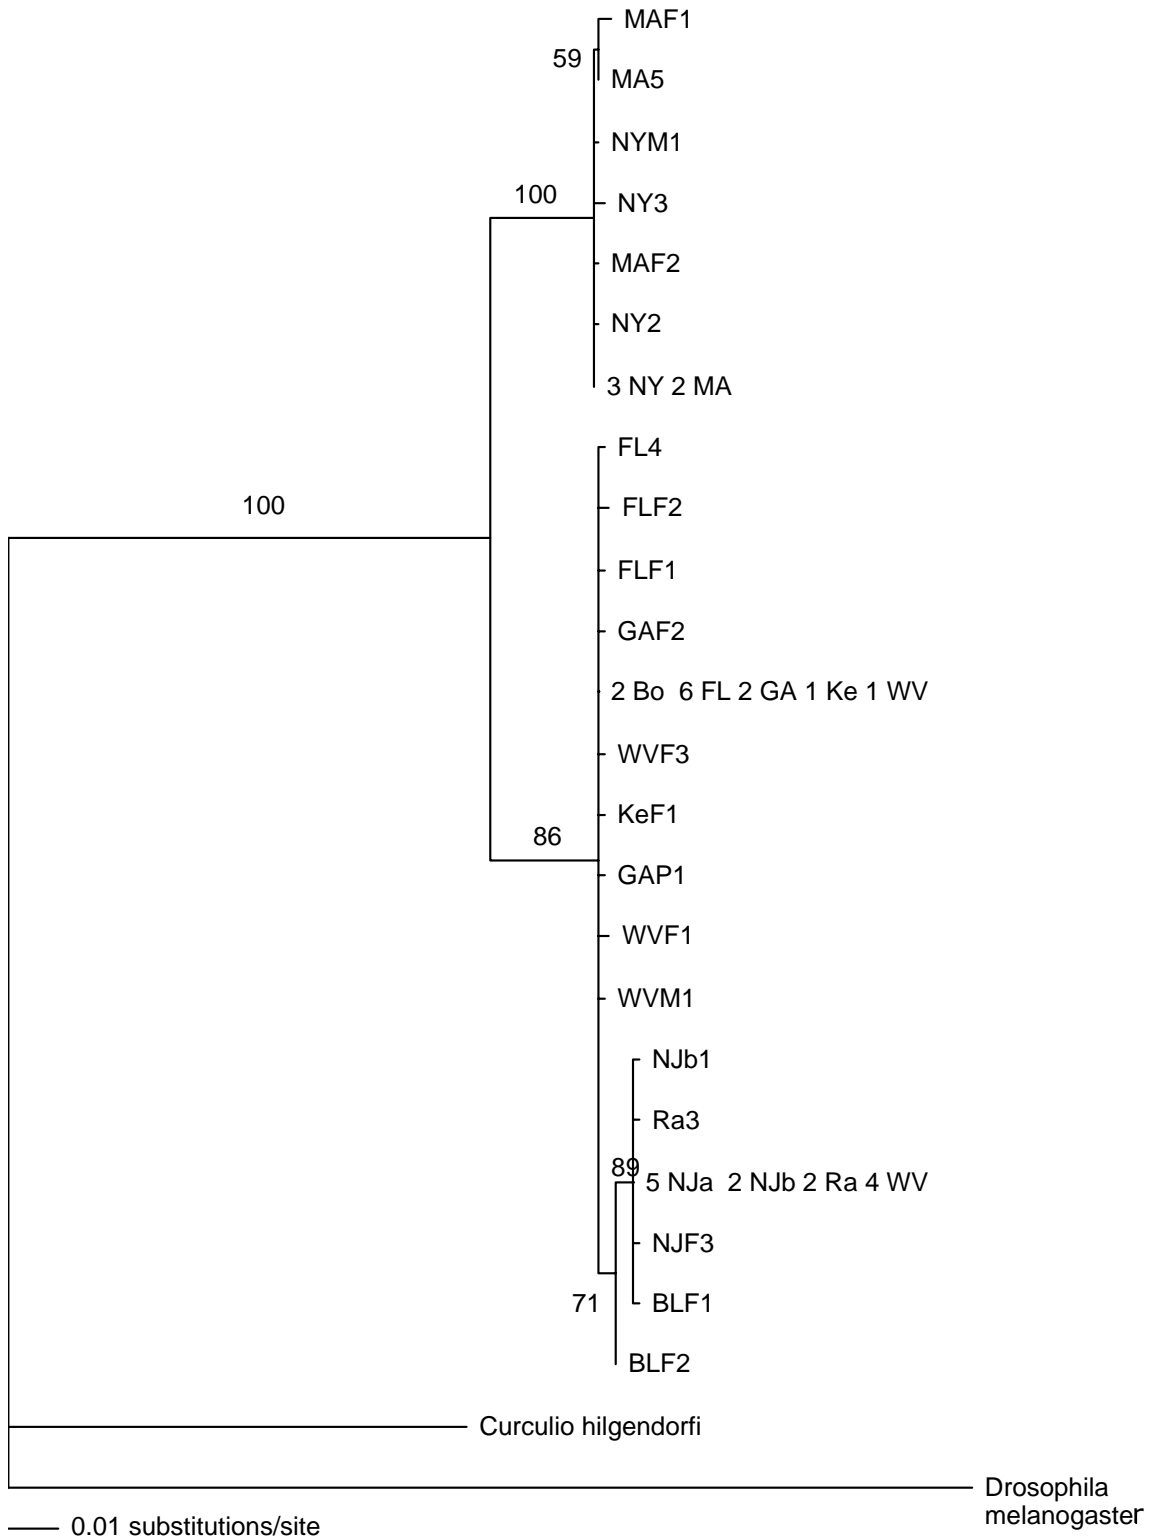 MAF1
59
MA5
NYM1
100
NY3
MAF2
NY2
3 NY 2 MA
FL4
100
FLF2
FLF1
GAF2
2 Bo  6 FL 2 GA 1 Ke 1 WV
WVF3
KeF1
86
GAP1
WVF1
WVM1
NJb1
Ra3
89
5 NJa  2 NJb 2 Ra 4 WV
NJF3
71
BLF1
BLF2
Curculio hilgendorfi
Drosophila
melanogaster
0.01 substitutions/site